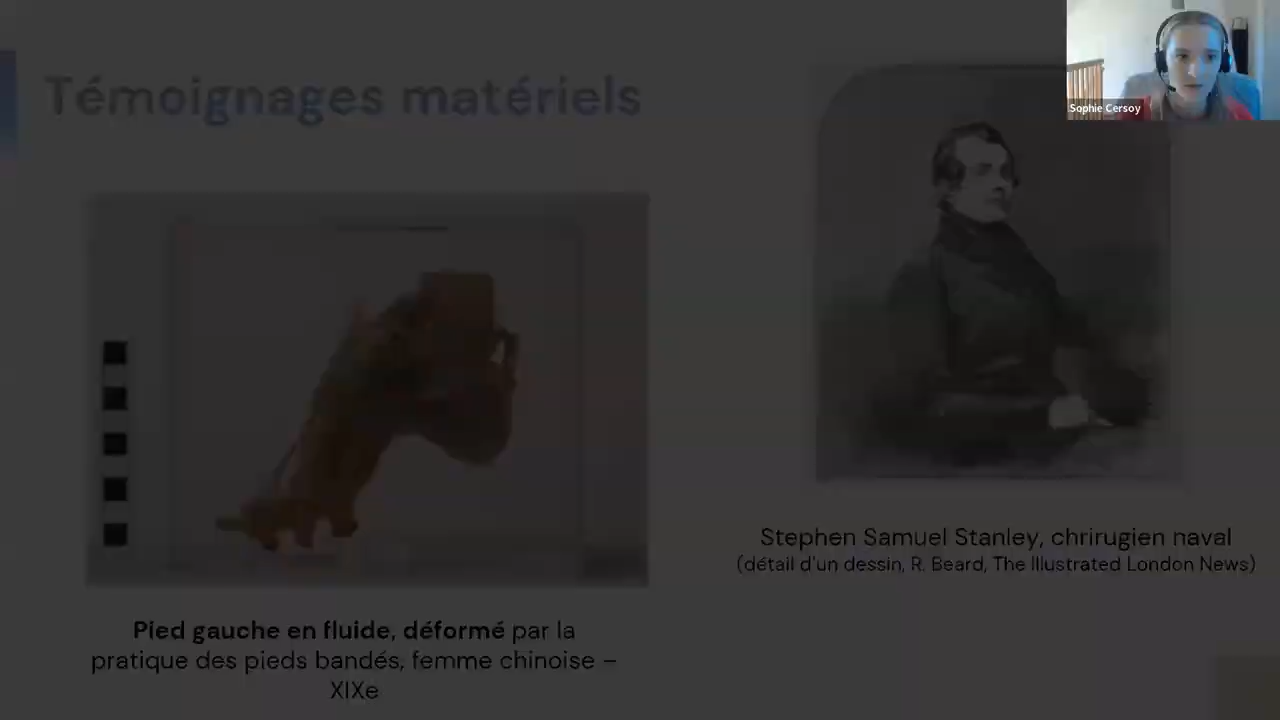 Témoignages matériels
Sophie Cersoy
Stephen Samuel Stanley, chrirugien naval
(détail d'un dessin, R. Beard, The Illustrated London News)
Pied gauche en fluide, déformé par la
pratique des pieds bandés, femme chinoise –
XIXe